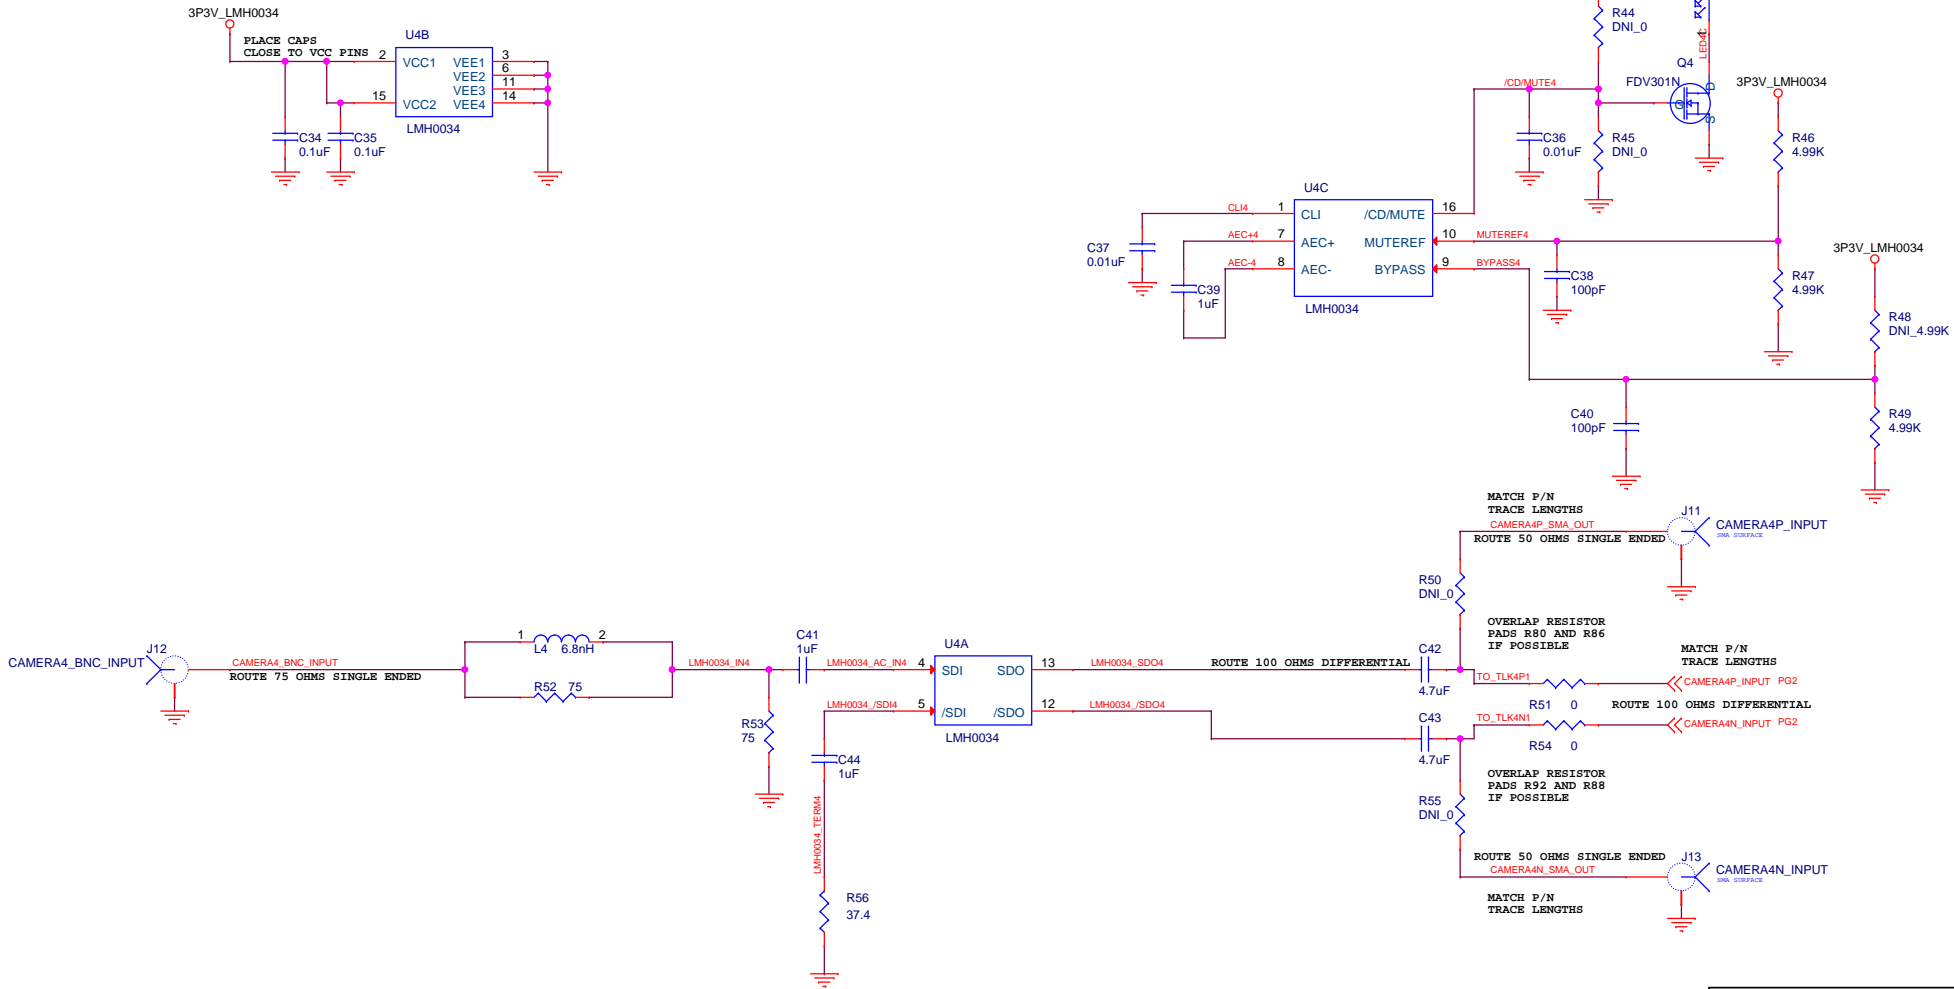 3P3V_LMH0034
PLACE CAPS
CLOSE TO VCC PINS
U4B
2
VCC1
15
VCC2
VEE1
3
VEE2
6
VEE3
11
VEE4
14
LMH0034
C34
0.1uF
C35
0.1uF
R44
DNI_0
LED4C
1
Q4
FDV301N
D
G
S
/CD/MUTE4
3P3V_LMH0034
C36
0.01uF
R45
DNI_0
R46
4.99K
U4C
CLI4
1
CLI
AEC+4
7
AEC+
AEC-4
8
AEC-
/CD/MUTE
16
MUTEREF
10
MUTEREF4
BYPASS
9
BYPASS4
LMH0034
C37
0.01uF
C39
1uF
C38
100pF
R47
4.99K
3P3V_LMH0034
R48
DNI_4.99K
C40
100pF
R49
4.99K
MATCH P/N
TRACE LENGTHS
CAMERA4P_SMA_OUT
ROUTE 50 OHMS SINGLE ENDED
J11
CAMERA4P_INPUT
SMA SURFACE
R50
DNI_0
OVERLAP RESISTOR
PADS R80 AND R86
IF POSSIBLE
J12
CAMERA4_BNC_INPUT
CAMERA4_BNC_INPUT
ROUTE 75 OHMS SINGLE ENDED
1
2
L4 6.8nH
R52 75
LMH0034_IN4
C41
1uF
LMH0034_AC_IN4
4
R53
75
LMH0034_/SDI4
5
U4A
SDI
SDO
/SDI
/SDO
LMH0034
13
LMH0034_SDO4
12
LMH0034_/SDO4
ROUTE 100 OHMS DIFFERENTIAL
C42
4.7uF
MATCH P/N
TRACE LENGTHS
TO_TLK4P1
R51 0
CAMERA4P_INPUT PG2
ROUTE 100 OHMS DIFFERENTIAL
C43
4.7uF
TO_TLK4N1
R54 0
CAMERA4N_INPUT PG2
C44
1uF
LMH0034_TERM4
R56
37.4
OVERLAP RESISTOR
PADS R92 AND R88
IF POSSIBLE
R55
DNI_0
ROUTE 50 OHMS SINGLE ENDED
CAMERA4N_SMA_OUT
J13
CAMERA4N_INPUT
SMA SURFACE
MATCH P/N
TRACE LENGTHS